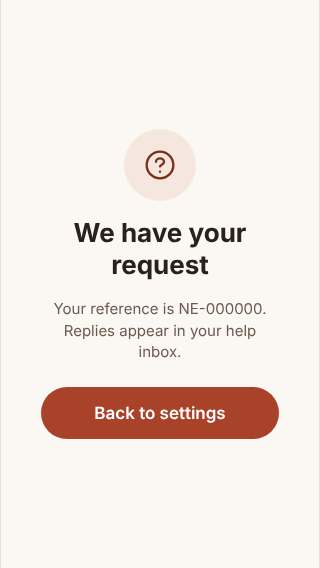 We have your
request
Your reference is NE-000000.
Replies appear in your help
inbox.
Back to settings